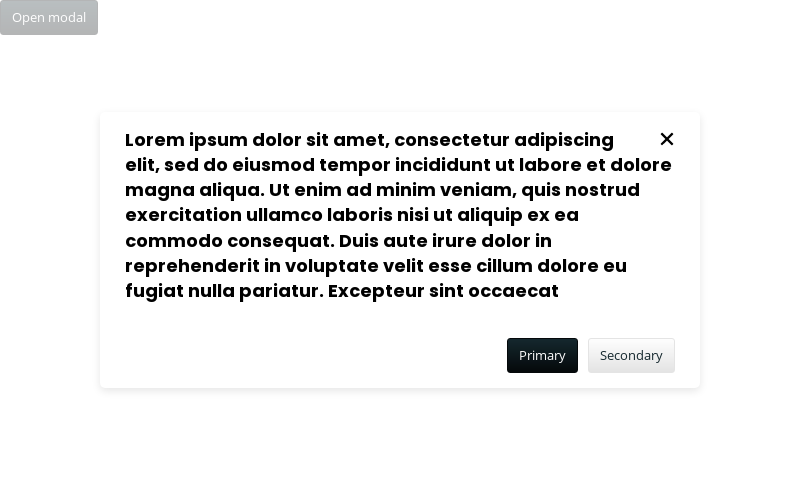 Open modal
Lorem ipsum dolor sit amet, consectetur adipiscing
elit, sed do eiusmod tempor incididunt ut labore et dolore
magna aliqua. Ut enim ad minim veniam, quis nostrud
exercitation ullamco laboris nisi ut aliquip ex ea
commodo consequat. Duis aute irure dolor in
reprehenderit in voluptate velit esse cillum dolore eu
fugiat nulla pariatur. Excepteur sint occaecat
Primary
Secondary